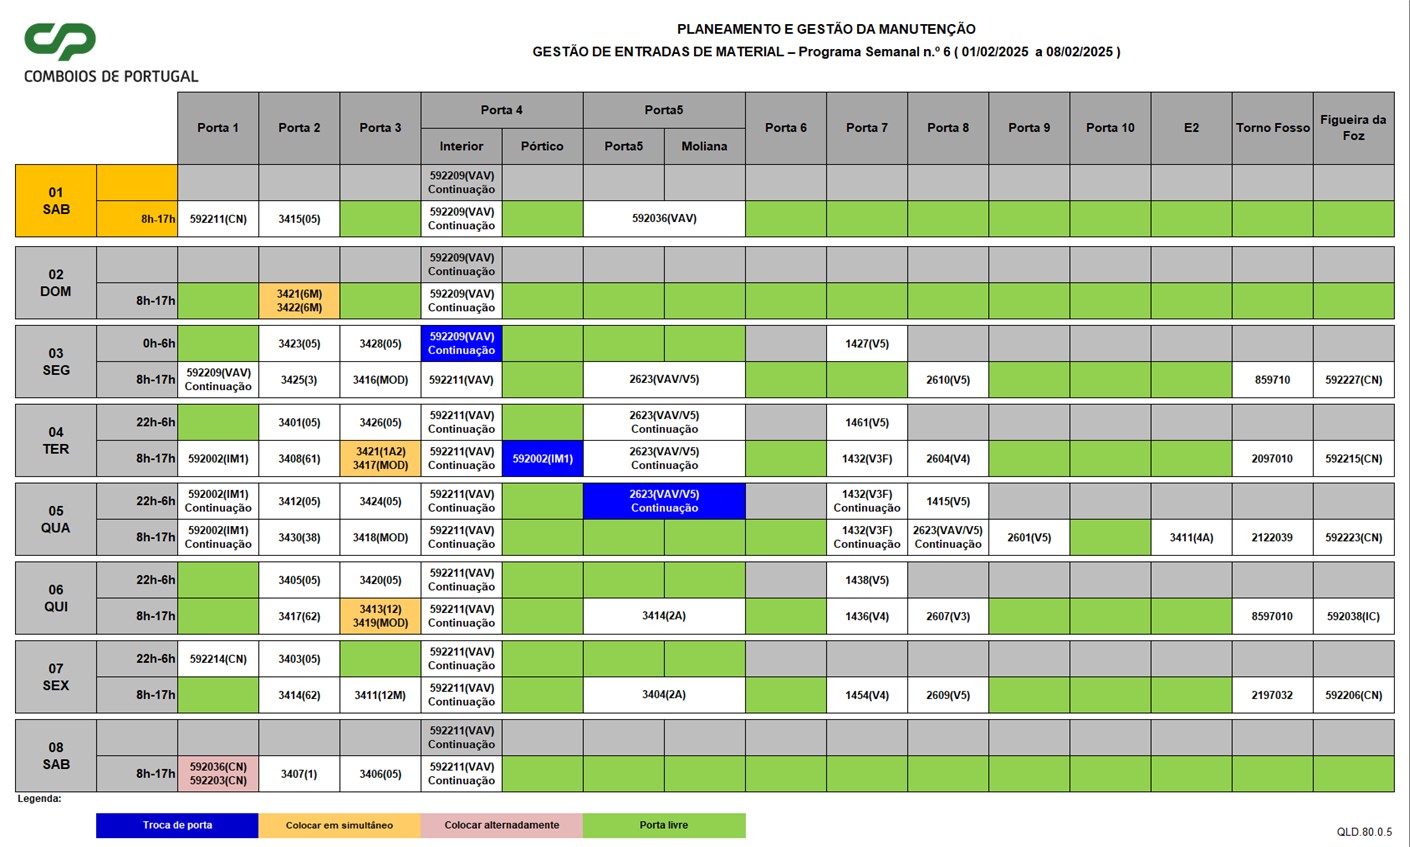 PLANEAMENTO E GESTÃO DA MANUTENÇÃO
GESTÃO DE ENTRADAS DE MATERIAL – Programa Semanal n.º 6 ( 01/02/2025 a 08/02/2025 )
COMBOIOS DE PORTUGAL
Porta 1 Porta 2 Porta 3 Porta 4 Porta5 Porta 6 Porta 7 Porta 8 Porta 9 Porta 10 E2 Torno Fosso Figueira da Foz
Interior Pórtico Porta5 Moliana
01 SAB
592209(VAV) Continuação
8h-17h 592211(CN) 3415(05) 592209(VAV) Continuação 592036(VAV)
02 DOM
592209(VAV) Continuação
8h-17h 3421(6M) 3422(6M) 592209(VAV) Continuação
03 SEG
0h-6h 3423(05) 3428(05) 592209(VAV) Continuação 1427(V5)
8h-17h 592209(VAV) Continuação 3425(3) 3416(MOD) 592211(VAV) 2623(VAV/V5) 2610(V5) 859710 592227(CN)
04 TER
22h-6h 3401(05) 3426(05) 592211(VAV) Continuação 2623(VAV/V5) Continuação 1461(V5)
8h-17h 592002(IM1) 3408(61) 3421(1A2) 3417(MOD) 592211(VAV) Continuação 592002(IM1) 2623(VAV/V5) Continuação 1432(V3F) 2604(V4) 2097010 592215(CN)
05 QUA
22h-6h 592002(IM1) Continuação 3412(05) 3424(05) 592211(VAV) Continuação 2623(VAV/V5) Continuação 1432(V3F) Continuação 1415(V5)
8h-17h 592002(IM1) Continuação 3430(38) 3418(MOD) 592211(VAV) Continuação 1432(V3F) Continuação 2623(VAV/V5) Continuação 2601(V5) 3411(4A) 2122039 592223(CN)
06 QUI
22h-6h 3405(05) 3420(05) 592211(VAV) Continuação 1438(V5)
8h-17h 3417(62) 3413(12) 3419(MOD) 592211(VAV) Continuação 3414(2A) 1436(V4) 2607(V3) 8597010 592038(IC)
07 SEX
22h-6h 592214(CN) 3403(05) 592211(VAV) Continuação
8h-17h 3414(62) 3411(12M) 592211(VAV) Continuação 3404(2A) 1454(V4) 2609(V5) 2197032 592206(CN)
08 SAB
592211(VAV) Continuação
8h-17h 592036(CN) 592203(CN) 3407(1) 3406(05) 592211(VAV) Continuação
Legenda:
Troca de porta Colocar em simultáneo Colocar alternadamente Porta livre
QLD.80.0.5